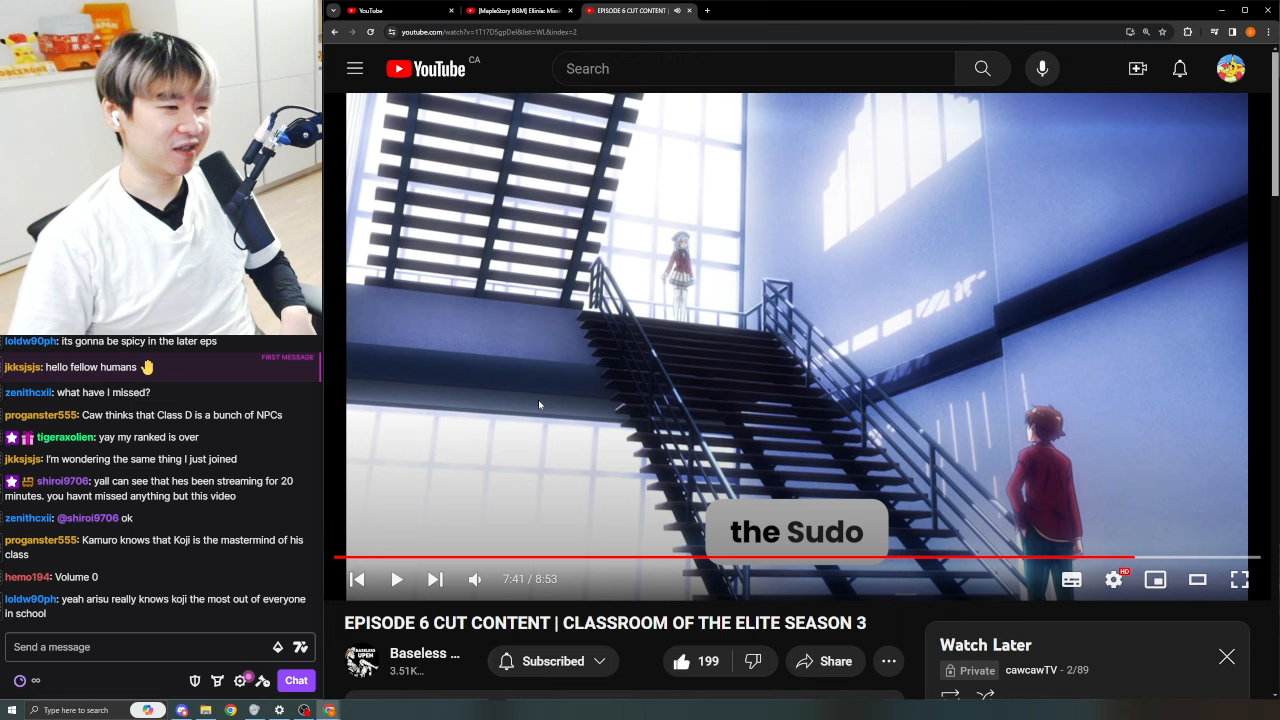 YouTube
[MapleStory BGM] Ellinia: Miss
EPISODE 6 CUT CONTENT |
youtube.com/watch?v=1T17D5gpDeI&list=WL&index=2
YouTube CA
Search
the Sudo
7:41 / 8:53
HD
EPISODE 6 CUT CONTENT | CLASSROOM OF THE ELITE SEASON 3
Baseless ...
3.51K...
Subscribed
199
Share
Watch Later
Private
cawcawTV - 2/89
loldw90ph: its gonna be spicy in the later eps
FIRST MESSAGE
jkksjsjs: hello fellow humans 🤚
zenithcxii: what have I missed?
proganster555: Caw thinks that Class D is a bunch of NPCs
tigeraxolien: yay my ranked is over
jkksjsjs: I'm wondering the same thing I just joined
shiroi9706: yall can see that hes been streaming for 20
minutes. you havnt missed anything but this video
zenithcxii: @shiroi9706 ok
proganster555: Kamuro knows that Koji is the mastermind of his
class
hemo194: Volume 0
loldw90ph: yeah arisu really knows koji the most out of everyone
in school
Send a message
∞
Chat
Type here to search